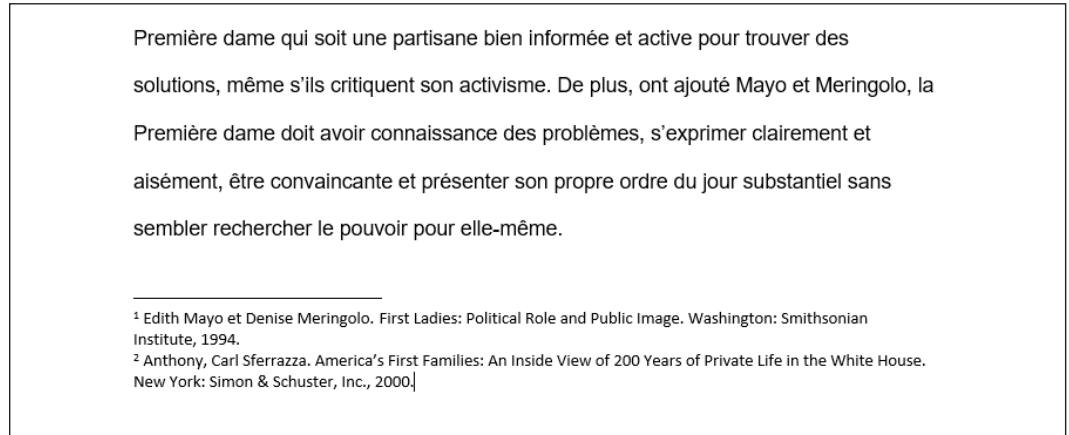 Première dame qui soit une partisane bien informée et active pour trouver des
solutions, même s’ils critiquent son activisme. De plus, ont ajouté Mayo et Meringolo, la
Première dame doit avoir connaissance des problèmes, s’exprimer clairement et
aisément, être convaincante et présenter son propre ordre du jour substantiel sans
sembler rechercher le pouvoir pour elle-même.
¹ Edith Mayo et Denise Meringolo. First Ladies: Political Role and Public Image. Washington: Smithsonian
Institute, 1994.
² Anthony, Carl Sferrazza. America’s First Families: An Inside View of 200 Years of Private Life in the White House.
New York: Simon & Schuster, Inc., 2000.